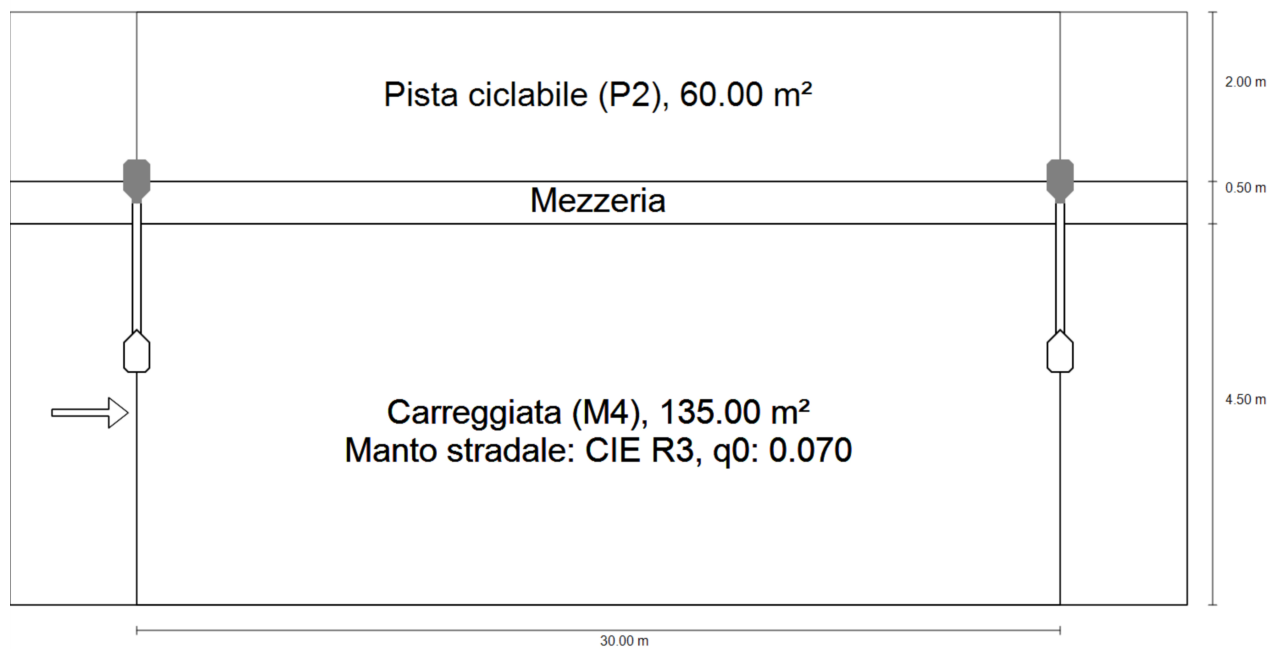 Pista ciclabile (P2), 60.00 m²
2.00 m
0.50 m
Mezzeria
Carreggiata (M4), 135.00 m²
4.50 m
Manto stradale: CIE R3, q0: 0.070
30.00 m